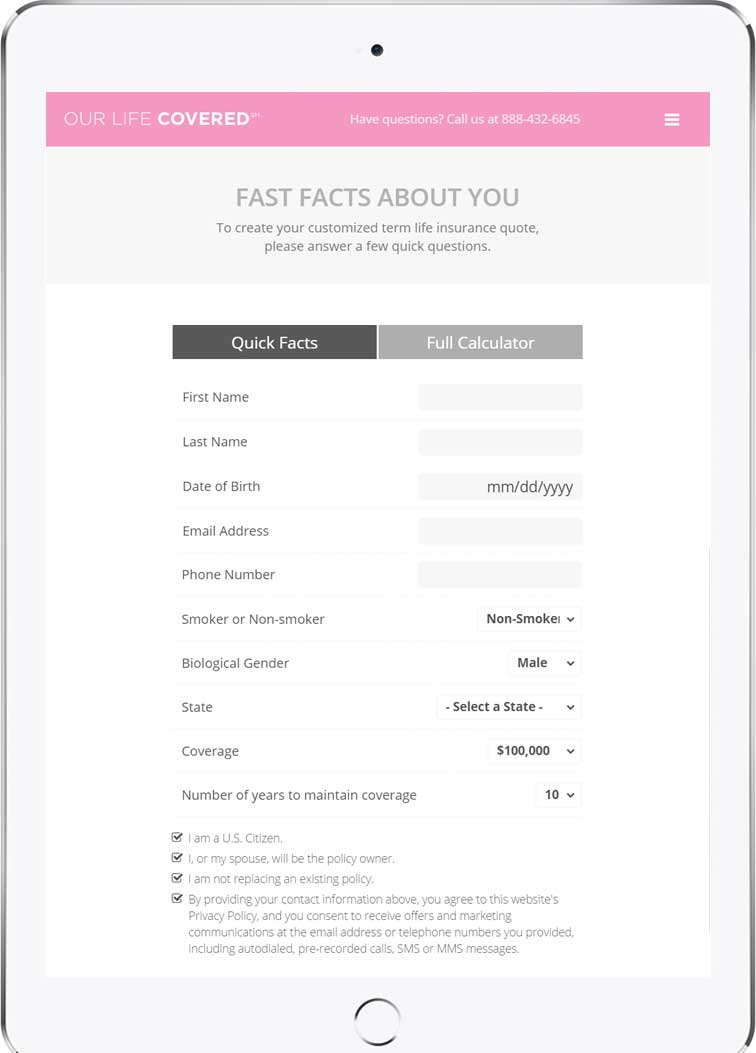 OUR LIFE COVERED SM
Have questions? Call us at 888-432-6845
FAST FACTS ABOUT YOU
To create your customized term life insurance quote,
please answer a few quick questions.
Quick Facts
Full Calculator
First Name
Last Name
Date of Birth mm/dd/yyyy
Email Address
Phone Number
Smoker or Non-smoker Non-Smoker
Biological Gender Male
State - Select a State -
Coverage $100,000
Number of years to maintain coverage 10
I am a U.S. Citizen.
I, or my spouse, will be the policy owner.
I am not replacing an existing policy.
By providing your contact information above, you agree to this website's
Privacy Policy, and you consent to receive offers and marketing
communications at the email address or telephone numbers you provided,
including autodialed, pre-recorded calls, SMS or MMS messages.